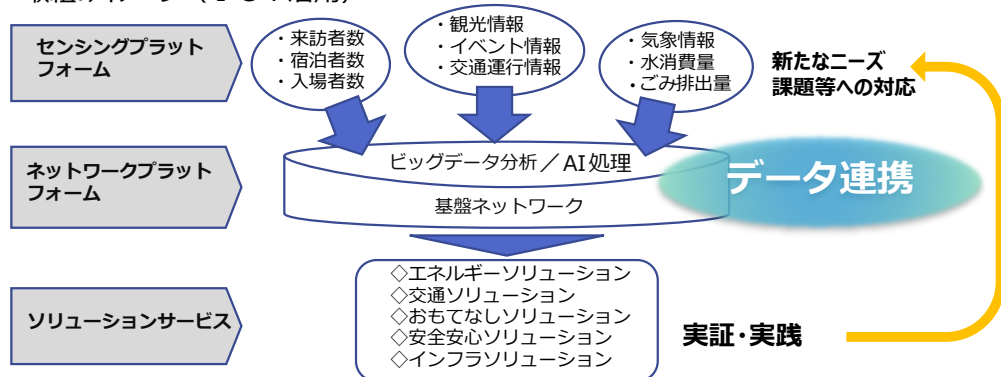 センシングプラット
フォーム
・来訪者数
・宿泊者数
・入場者数
・観光情報
・イベント情報
・交通運行情報
・気象情報
・水消費量
・ごみ排出量
新たなニーズ
課題等への対応
ネットワークプラット
フォーム
ビッグデータ分析／AI処理
基盤ネットワーク
データ連携
ソリューションサービス
◇エネルギーソリューション
◇交通ソリューション
◇おもてなしソリューション
◇安全安心ソリューション
◇インフラソリューション
実証・実践